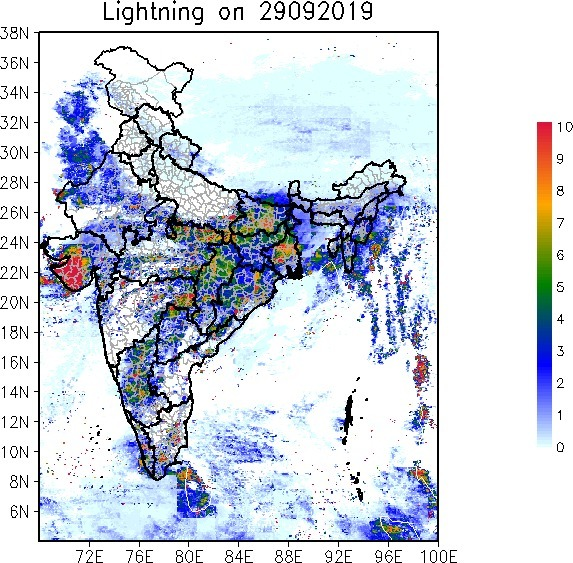 Lightning on 29092019
38N
36N
34N
32N
30N
28N
26N
24N
22N
20N
18N
16N
14N
12N
10N
8N
6N
72E 76E 80E 84E 88E 92E 96E 100E
10
9
8
7
6
5
4
3
2
1
0